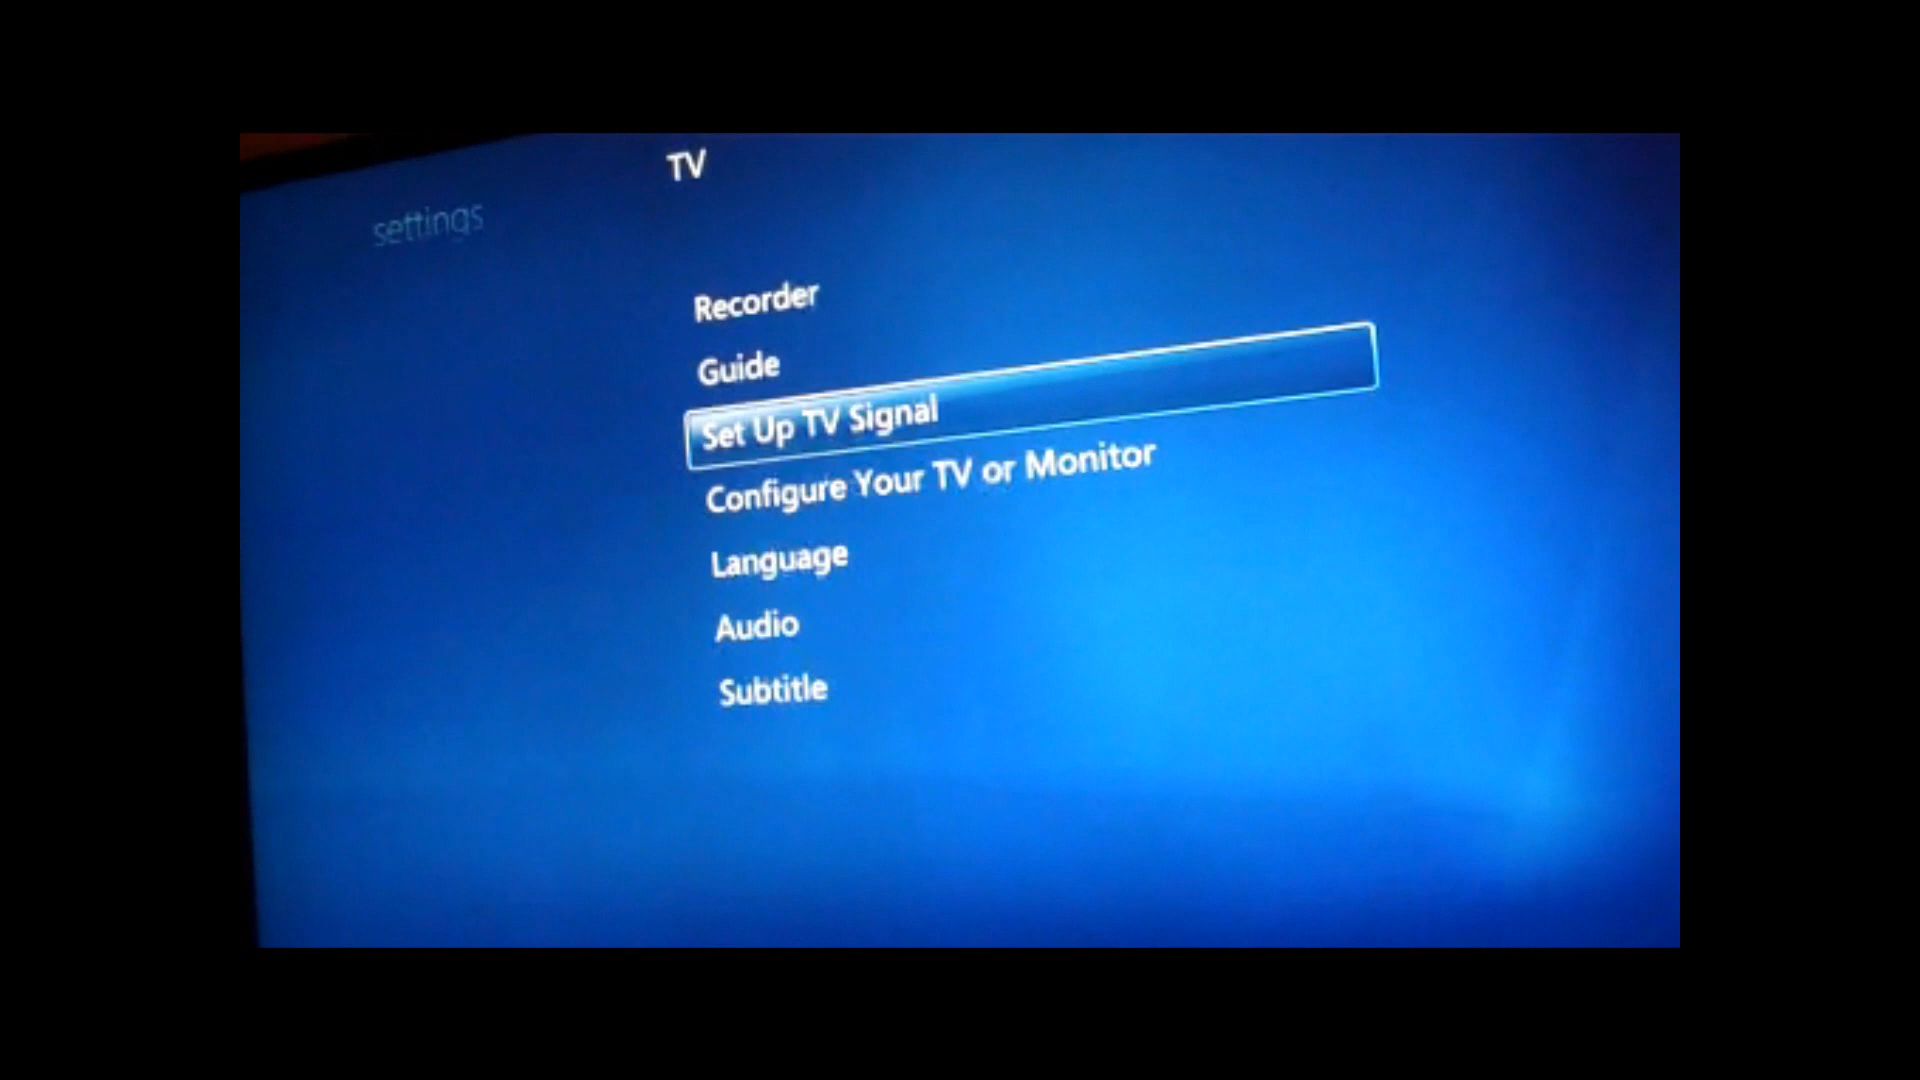 TV
settings
Recorder
Guide
Set Up TV Signal
Configure Your TV or Monitor
Language
Audio
Subtitle